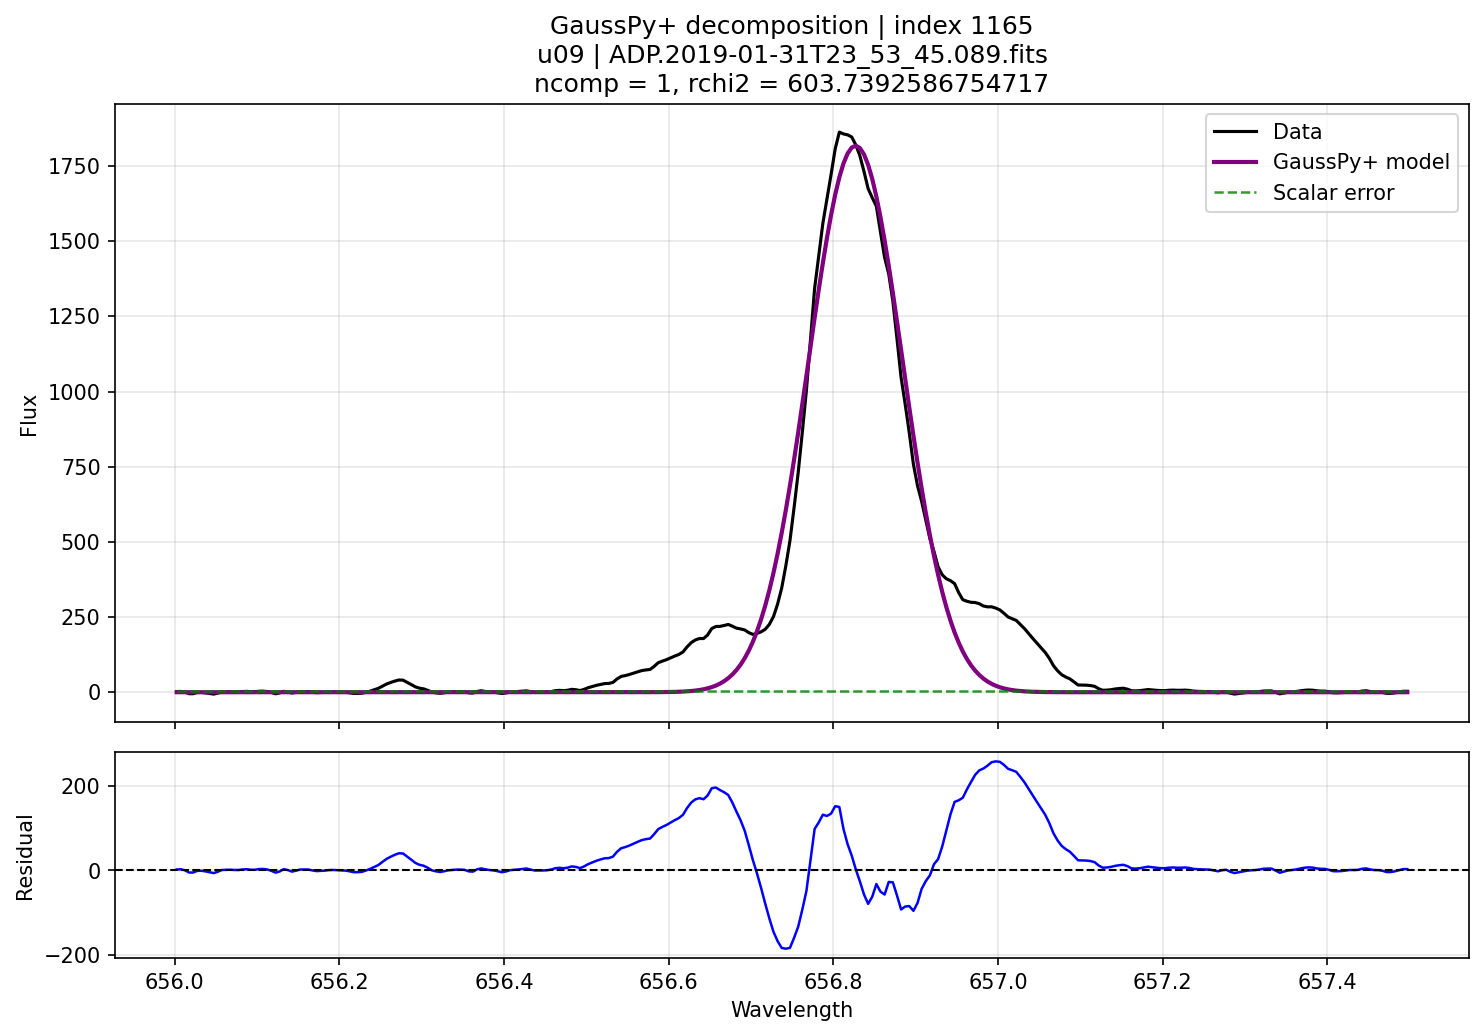 GaussPy+ decomposition | index 1165
u09 | ADP.2019-01-31T23_53_45.089.fits
ncomp = 1, rchi2 = 603.7392586754717
Data
GaussPy+ model
Scalar error
Flux
1750
1500
1250
1000
750
500
250
0
Residual
200
0
−200
656.0 656.2 656.4 656.6 656.8 657.0 657.2 657.4
Wavelength